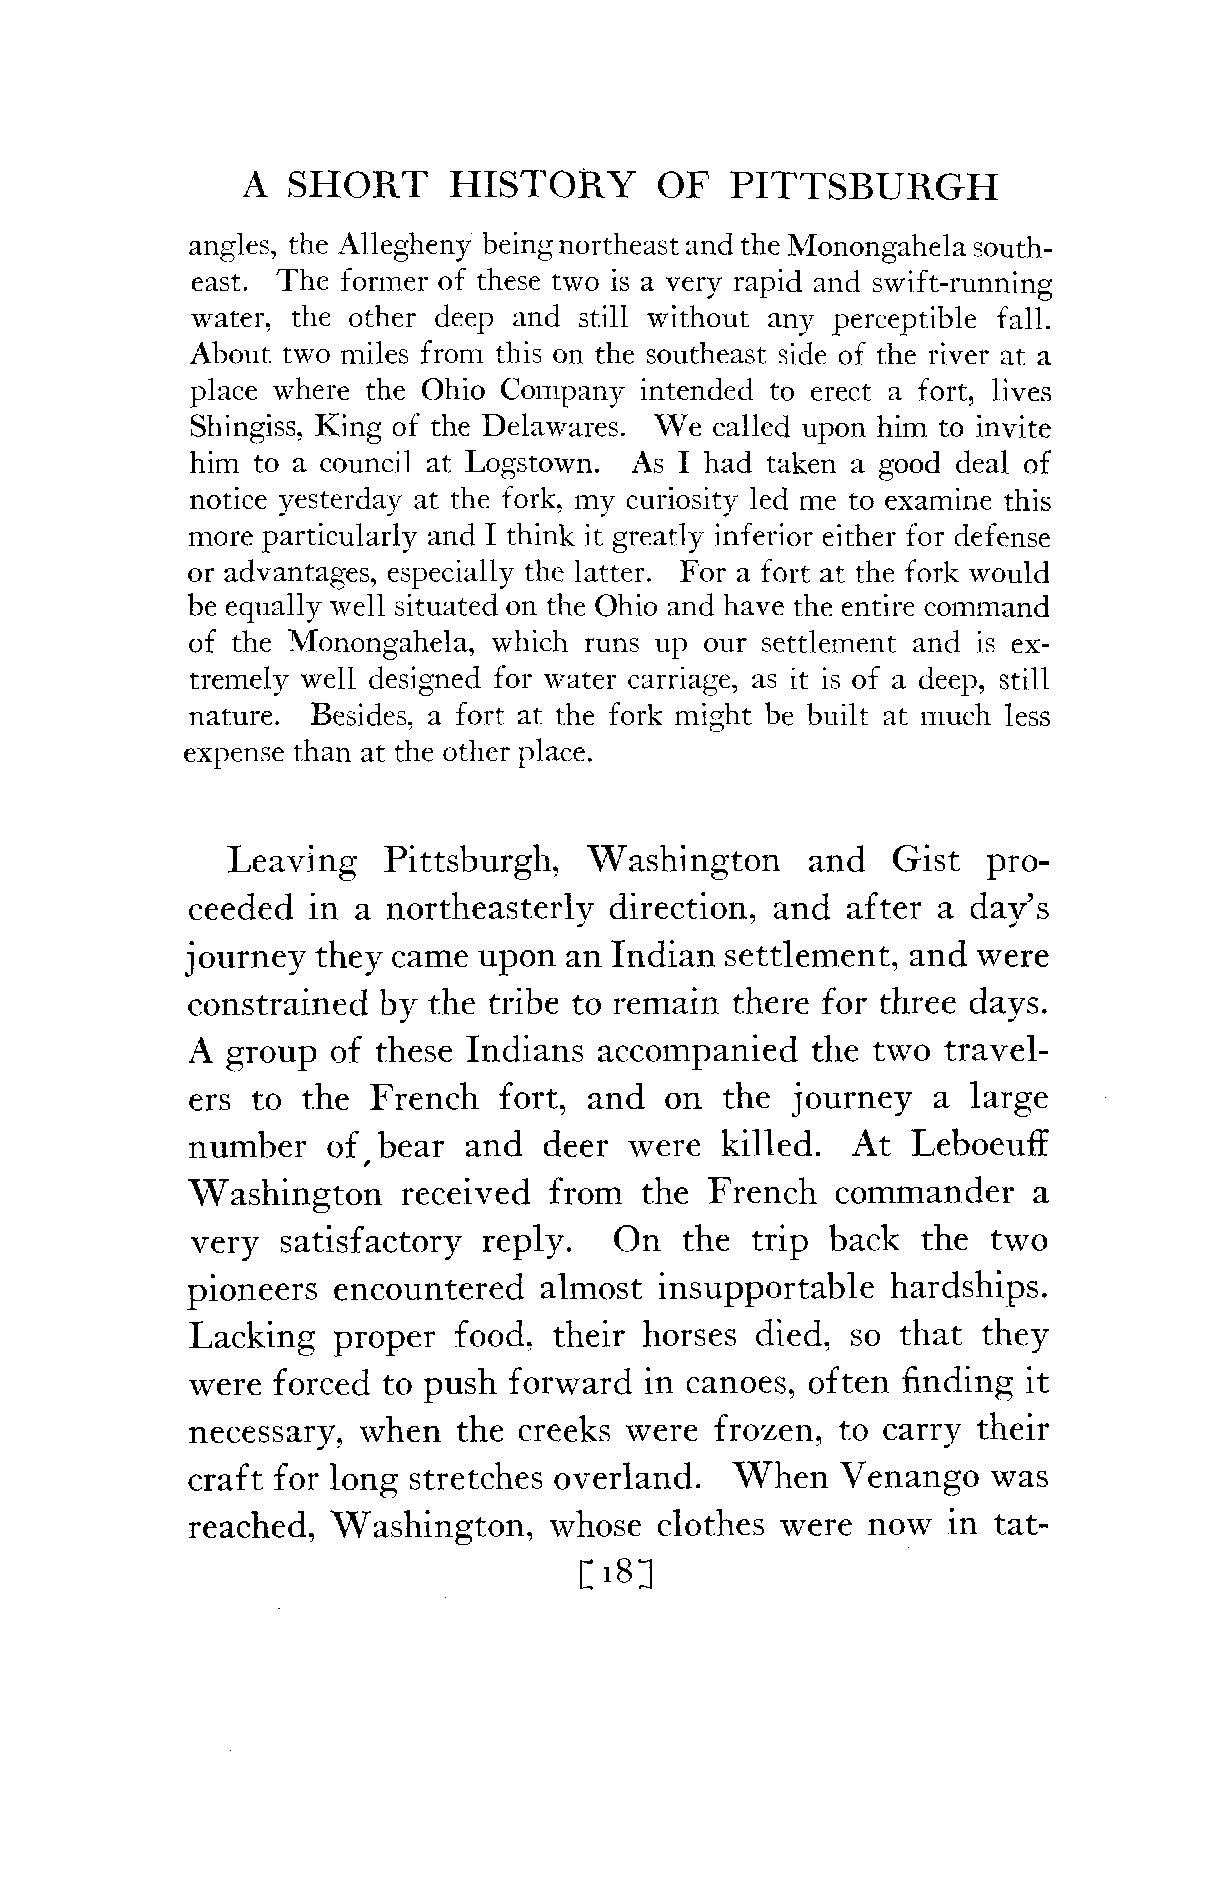 A SHORT HISTORY OF PITTSBURGH
angles, the Allegheny being northeast and the Monongahela south-
east. The former of these two is a very rapid and swift-running
water, the other deep and still without any perceptible fall.
About two miles from this on the southeast side of the river at a
place where the Ohio Company intended to erect a fort, lives
Shingiss, King of the Delawares. We called upon him to invite
him to a council at Logstown. As I had taken a good deal of
notice yesterday at the fork, my curiosity led me to examine this
more particularly and I think it greatly inferior either for defense
or advantages, especially the latter. For a fort at the fork would
be equally well situated on the Ohio and have the entire command
of the Monongahela, which runs up our settlement and is ex-
tremely well designed for water carriage, as it is of a deep, still
nature. Besides, a fort at the fork might be built at much less
expense than at the other place.
Leaving Pittsburgh, Washington and Gist pro-
ceeded in a northeasterly direction, and after a day's
journey they came upon an Indian settlement, and were
constrained by the tribe to remain there for three days.
A group of these Indians accompanied the two travel-
ers to the French fort, and on the journey a large
number of bear and deer were killed. At Leboeuff
Washington received from the French commander a
very satisfactory reply. On the trip back the two
pioneers encountered almost insupportable hardships.
Lacking proper food, their horses died, so that they
were forced to push forward in canoes, often finding it
necessary, when the creeks were frozen, to carry their
craft for long stretches overland. When Venango was
reached, Washington, whose clothes were now in tat-
[18]